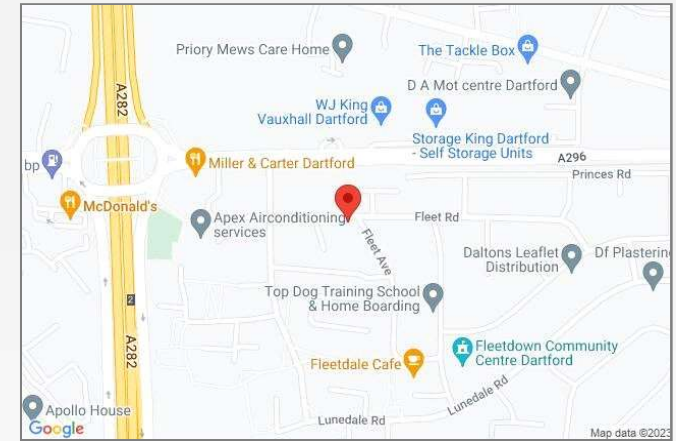 Priory Mews Care Home
The Tackle Box
A282
D A Mot centre Dartford
WJ King
Vauxhall Dartford
Storage King Dartford
- Self Storage Units
A296
bp
Miller & Carter Dartford
Princes Rd
McDonald's
Apex Airconditioning
services
Fleet Rd
Fleet Ave
Daltons Leaflet
Distribution
Df Plastering
Top Dog Training School
& Home Boarding
2
A282
Fleetdown Community
Centre Dartford
Fleetdale Cafe
Lunedale Rd
Apollo House
Lunedale Rd
Google
Map data ©2023